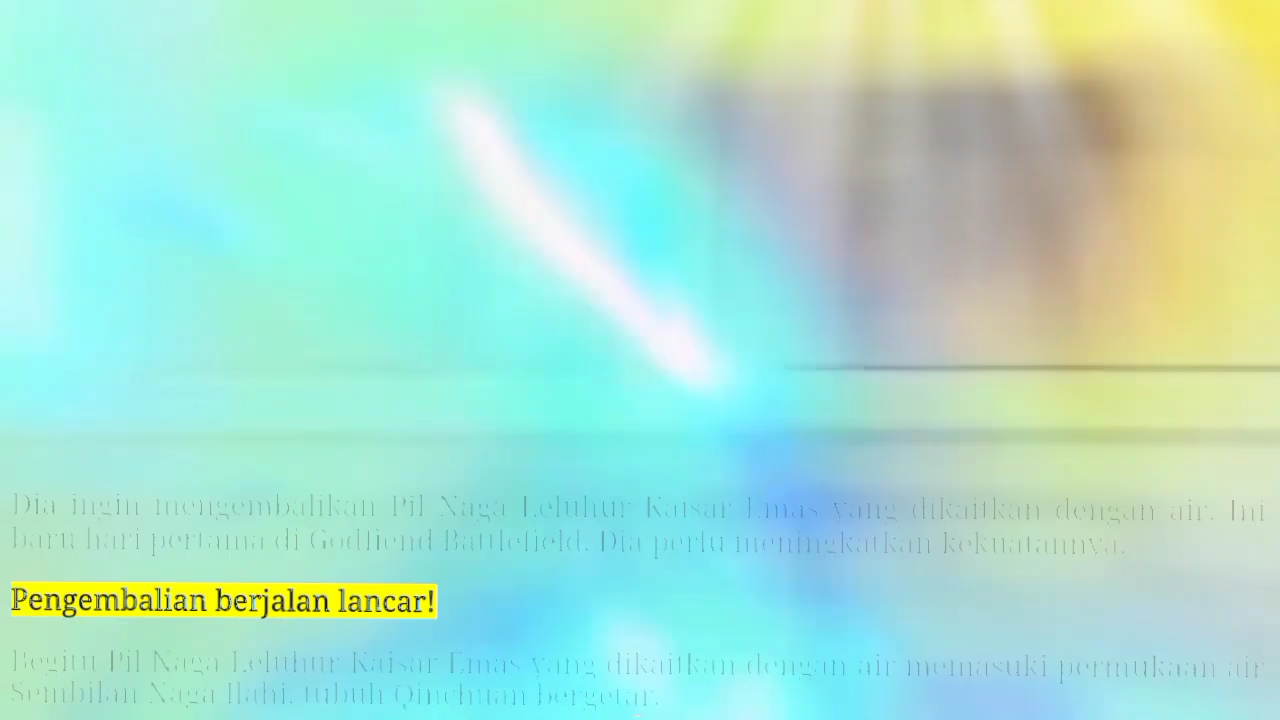 Dia ingin mengembalikan Pil Naga Leluhur Kaisar Emas yang dikaitkan dengan air. Ini
baru hari pertama di Godfiend Battlefield. Dia perlu meningkatkan kekuatannya.
Pengembalian berjalan lancar!
Begitu Pil Naga Leluhur Kaisar Emas yang dikaitkan dengan air memasuki permukaan air
Sembilan Naga Ilahi, tubuh Qinchuan bergetar.